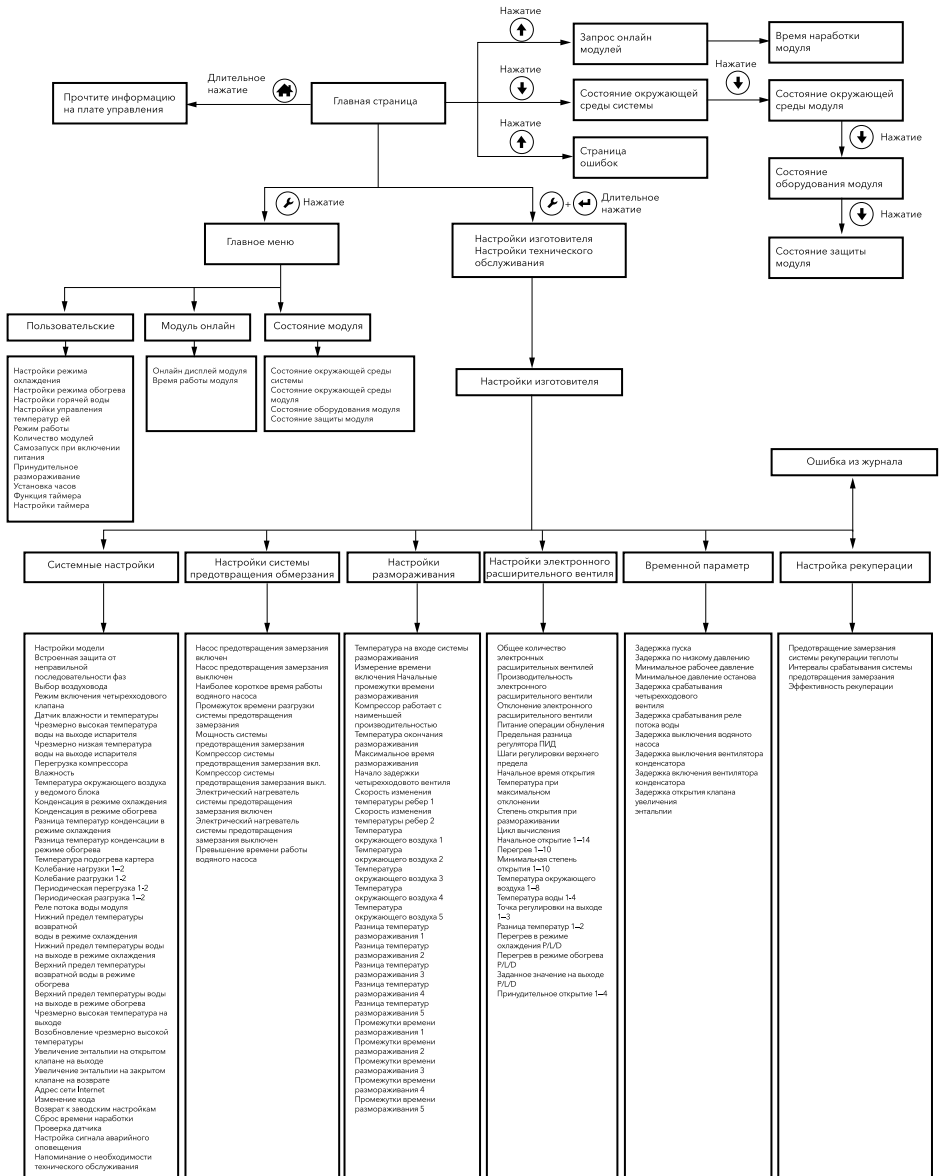 Нажатие
Запрос онлайн
модулей
Время наработки
модуля
Длительное
нажатие
Прочтите информацию
на плате управления
Главная страница
Нажатие
Состояние окружающей
среды системы
Нажатие
Состояние окружающей
среды модуля
Нажатие
Страница
ошибок
Нажатие
Состояние
оборудования модуля
Нажатие
Состояние защиты
модуля
Нажатие
+
Длительное
нажатие
Главное меню
Настройки изготовителя
Настройки технического
обслуживания
Пользовательские
Модуль онлайн
Состояние модуля
Настройки режима
охлаждения
Настройки режима обогрева
Настройки горячей воды
Настройки управления
температур ей
Режим работы
Количество модулей
Самозапуск при включении
питания
Принудительное
размораживание
Установка часов
Функция таймера
Настройки таймера
Онлайн дисплей модуля
Время работы модуля
Состояние окружающей среды
системы
Состояние окружающей среды
модуля
Состояние оборудования модуля
Состояние защиты модуля
Настройки изготовителя
Ошибка из журнала
Системные настройки
Настройки системы
предотвращения обмерзания
Настройки
размораживания
Настройки электронного
расширительного вентиля
Временной параметр
Настройка рекуперации
Настройки модели
Встроенная защита от
неправильной
последовательности фаз
Выбор воздуховода
Режим включения четырехходового
клапана
Датчик влажности и температуры
Чрезмерно высокая температура
воды на выходе испарителя
Чрезмерно низкая температура
воды на выходе испарителя
Перегрузка компрессора
Влажность
Температура окружающего воздуха
у ведомого блока
Конденсация в режиме охлаждения
Конденсация в режиме обогрева
Разница температур конденсации в
режиме охлаждения
Разница температур конденсации в
режиме обогрева
Температура подогрева картера
Колебание нагрузки 1–2
Колебание разгрузки 1-2
Периодическая перегрузка 1-2
Периодическая разгрузка 1–2
Реле потока воды модуля
Нижний предел температуры
возвратной
воды в режиме охлаждения
Нижний предел температуры воды
на выходе в режиме охлаждения
Верхний предел температуры
возвратной воды в режиме
обогрева
Верхний предел температуры воды
на выходе в режиме обогрева
Чрезмерно высокая температура на
выходе
Возобновление чрезмерно высокой
температуры
Увеличение энтальпии на открытом
клапане на выходе
Увеличение энтальпии на закрытом
клапане на возврате
Адрес сети Internet
Изменение кода
Возврат к заводским настройкам
Сброс времени наработки
Проверка датчика
Настройка сигнала аварийного
оповещения
Напоминание о необходимости
технического обслуживания
Насос предотвращения замерзания
включен
Насос предотвращения замерзания
выключен
Наиболее короткое время работы
водяного насоса
Промежуток времени разгрузки
системы предотвращения
замерзания
Мощность системы
предотвращения замерзания
Компрессор системы
предотвращения замерзания вкл.
Компрессор системы
предотвращения замерзания выкл.
Электрический нагреватель
системы предотвращения
замерзания включен
Электрический нагреватель
системы предотвращения
замерзания выключен
Превышение времени работы
водяного насоса
Температура на входе системы
размораживания
Измерение времени
включения Начальные
промежутки времени
размораживания
Компрессор работает с
наименьшей
производительностью
Температура окончания
размораживания
Максимальное время
размораживания
Начало задержки
четырехходового вентиля
Скорость изменения
температуры ребер 1
Скорость изменения
температуры ребер 2
Температура
окружающего воздуха 1
Температура
окружающего воздуха 2
Температура
окружающего воздуха 3
Температура
окружающего воздуха 4
Температура
окружающего воздуха 5
Разница температур
размораживания 1
Разница температур
размораживания 2
Разница температур
размораживания 3
Разница температур
размораживания 4
Разница температур
размораживания 5
Промежутки времени
размораживания 1
Промежутки времени
размораживания 2
Промежутки времени
размораживания 3
Промежутки времени
размораживания 4
Промежутки времени
размораживания 5
Общее количество
электронных
расширительных вентилей
Производительность
электронного
расширительного вентили
Отклонение электронного
расширительного вентили
Питание операции обнуления
Предельная разница
регулятора ПИД
Шаги регулировки верхнего
предела
Начальное время открытия
Температура при
максимальном
отклонении
Степень открытия при
размораживании
Цикл вычисления
Начальное открытие 1–14
Перегрев 1–10
Минимальная степень
открытия 1–10
Температура окружающего
воздуха 1–8
Температура воды 1-4
Точка регулировки на выходе
1–3
Разница температур 1–2
Перегрев в режиме
охлаждения P/L/D
Перегрев в режиме обогрева
P/L/D
Заданное значение на выходе
P/L/D
Принудительное открытие 1–4
Задержка пуска
Задержка по низкому давлению
Минимальное рабочее давление
Минимальное давление останова
Задержка срабатывания
четырехходового
вентиля
Задержка срабатывания реле
потока воды
Задержка выключения водяного
насоса
Задержка выключения вентилятора
конденсатора
Задержка включения вентилятора
конденсатора
Задержка открытия клапана
увеличения
энтальпии
Предотвращение замерзания
системы рекуперации теплоты
Интервалы срабатывания системы
предотвращения замерзания
Эффективность рекуперации